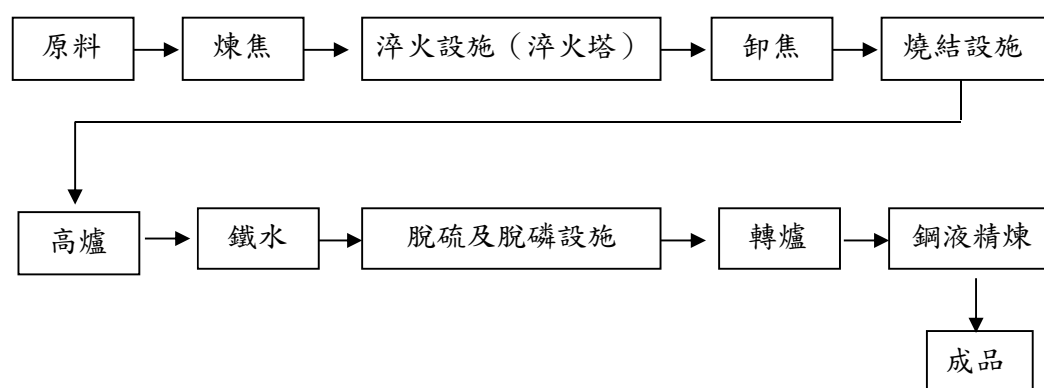 原料
煉焦
淬火設施（淬火塔）
卸焦
燒結設施
高爐
鐵水
脫硫及脫磷設施
轉爐
鋼液精煉
成品